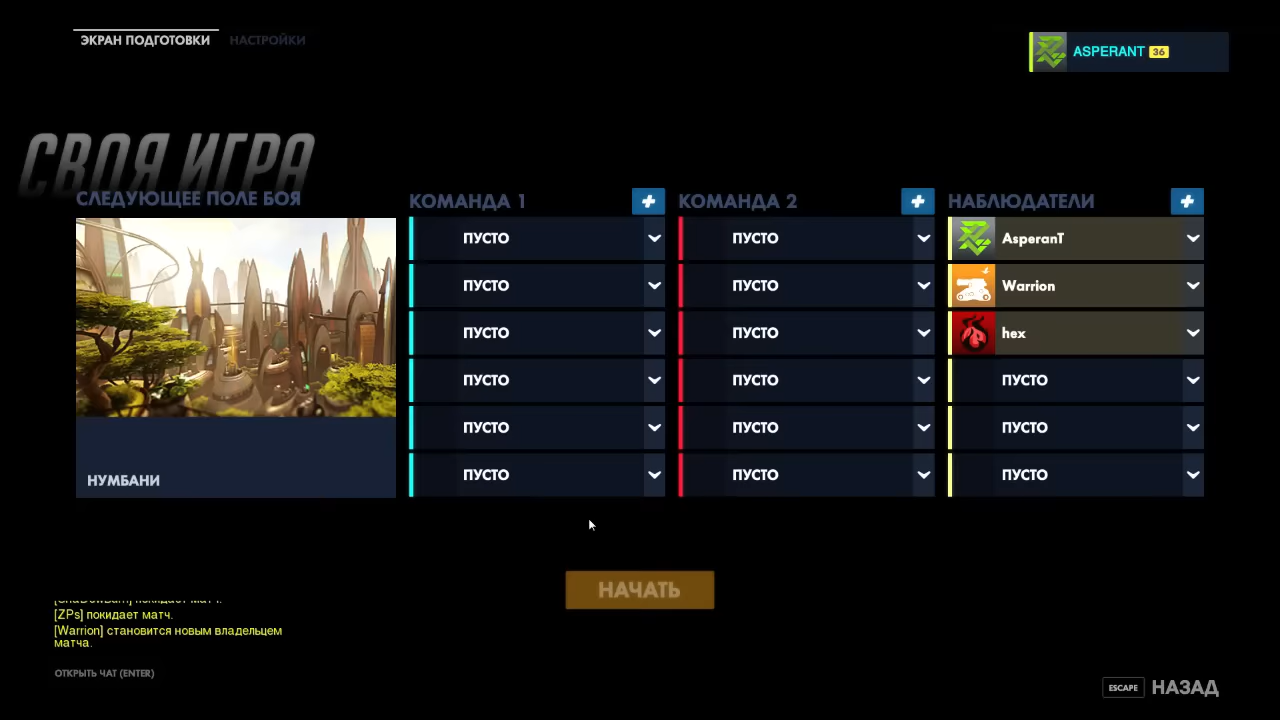 ЭКРАН ПОДГОТОВКИ НАСТРОЙКИ
ASPERANT 36
СВОЯ ИГРА
СЛЕДУЮЩЕЕ ПОЛЕ БОЯ
НУМБАНИ
КОМАНДА 1
ПУСТО
ПУСТО
ПУСТО
ПУСТО
ПУСТО
ПУСТО
КОМАНДА 2
ПУСТО
ПУСТО
ПУСТО
ПУСТО
ПУСТО
ПУСТО
НАБЛЮДАТЕЛИ
AsperanT
Warrion
hex
ПУСТО
ПУСТО
ПУСТО
НАЧАТЬ
покидает матч.
[ZPs] покидает матч.
[Warrion] становится новым владельцем
матча.
ОТКРЫТЬ ЧАТ (ENTER)
ESCAPE НАЗАД